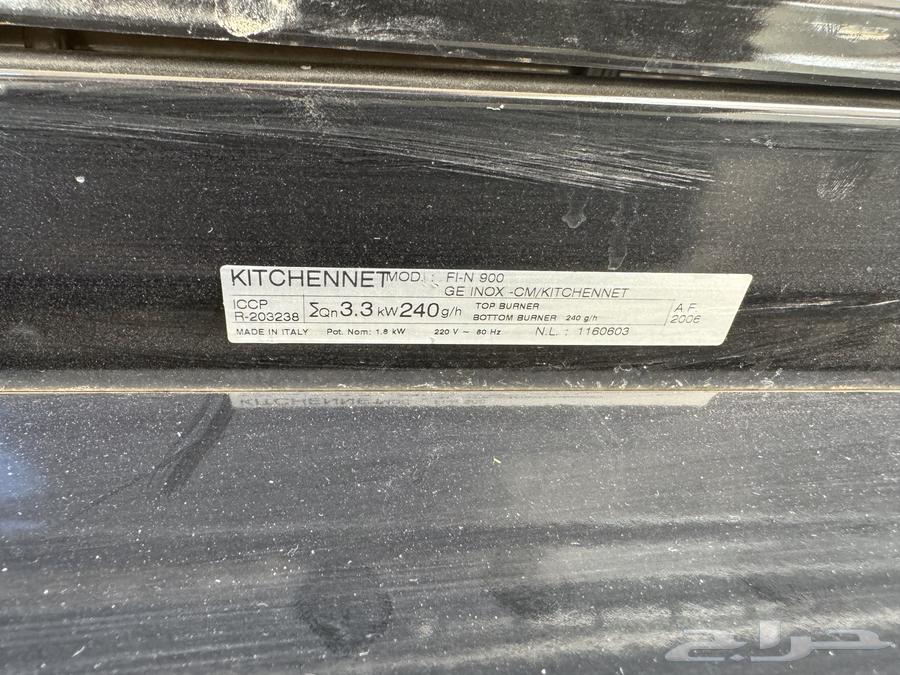 KITCHENNET MOD.: FI-N 900
GE INOX -CM/KITCHENNET
ICCP
R-203238
ΣQn 3.3 kW 240 g/h
TOP BURNER
BOTTOM BURNER 240 g/h
A.F.
2006
MADE IN ITALY Pot. Nom: 1.8 kW 220 V ~ 60 Hz N.L.: 1160603
حراج